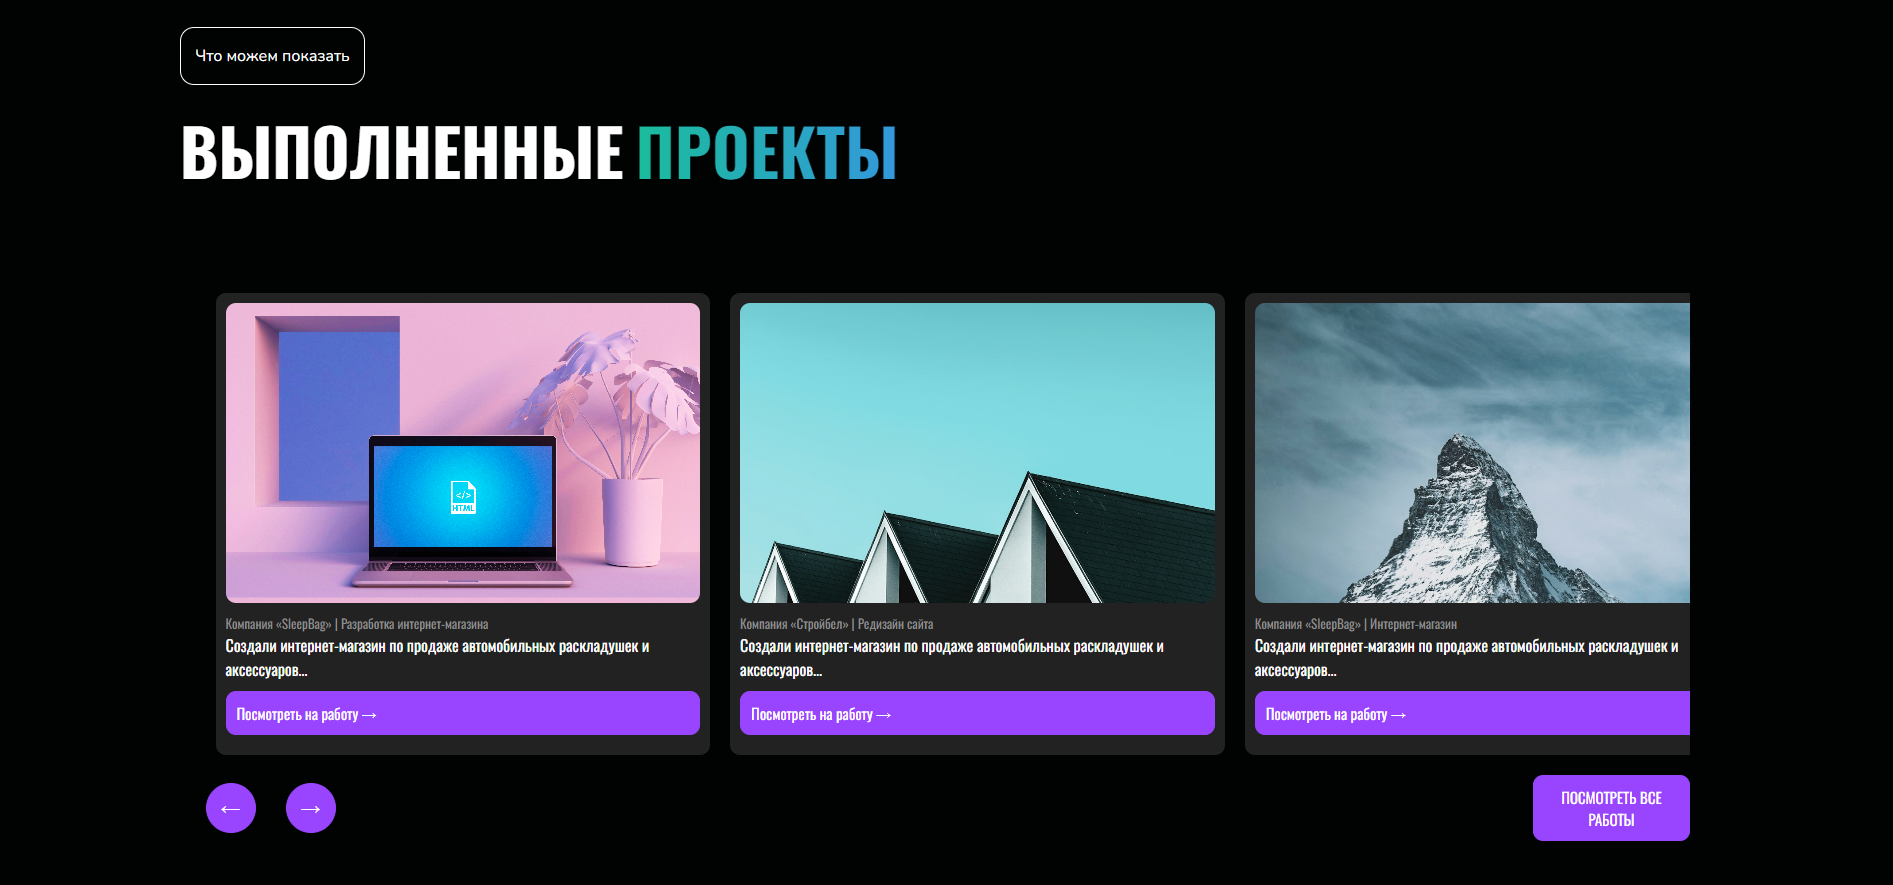 Что можем показать
ВЫПОЛНЕННЫЕ ПРОЕКТЫ
</>
HTML
Компания «SleepBag» | Разработка интернет-магазина
Создали интернет-магазин по продаже автомобильных раскладушек и
аксессуаров...
Посмотреть на работу →
Компания «Стройбел» | Редизайн сайта
Создали интернет-магазин по продаже автомобильных раскладушек и
аксессуаров...
Посмотреть на работу →
Компания «SleepBag» | Интернет-магазин
Создали интернет-магазин по продаже автомобильных раскладушек и
аксессуаров...
Посмотреть на работу →
← →
ПОСМОТРЕТЬ ВСЕ
РАБОТЫ